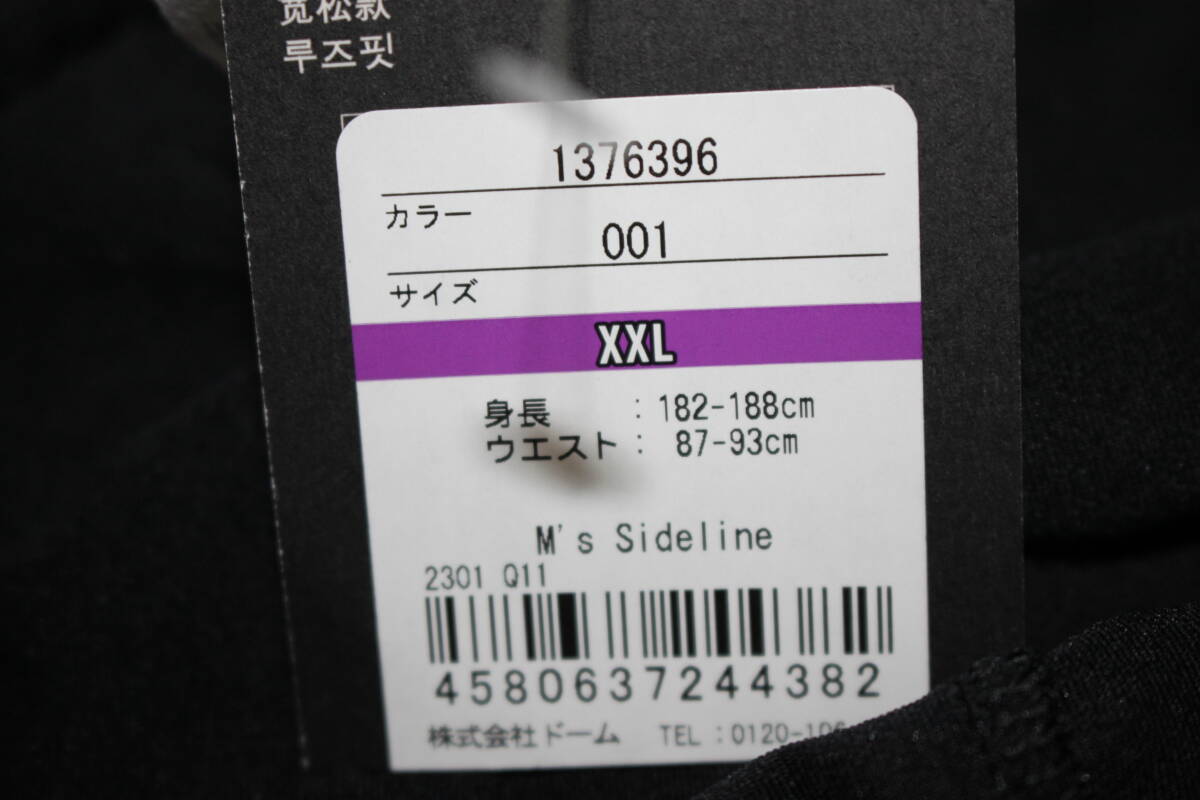 宽松款
루즈핏
1376396
カラー
001
サイズ
XXL
身長 : 182-188cm
ウエスト : 87-93cm
M's Sideline
2301 Q11
4580637244382
株式会社ドーム TEL : 0120-106